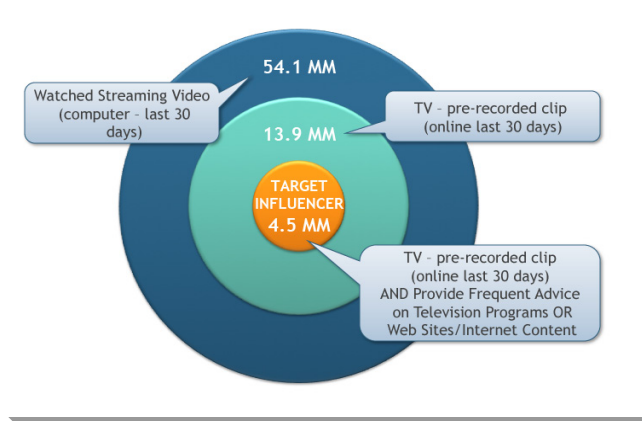 54.1 MM
Watched Streaming Video
(computer – last 30
days)
TV – pre-recorded clip
(online last 30 days)
13.9 MM
TARGET
INFLUENCER
4.5 MM
TV – pre-recorded clip
(online last 30 days)
AND Provide Frequent Advice
on Television Programs OR
Web Sites/Internet Content